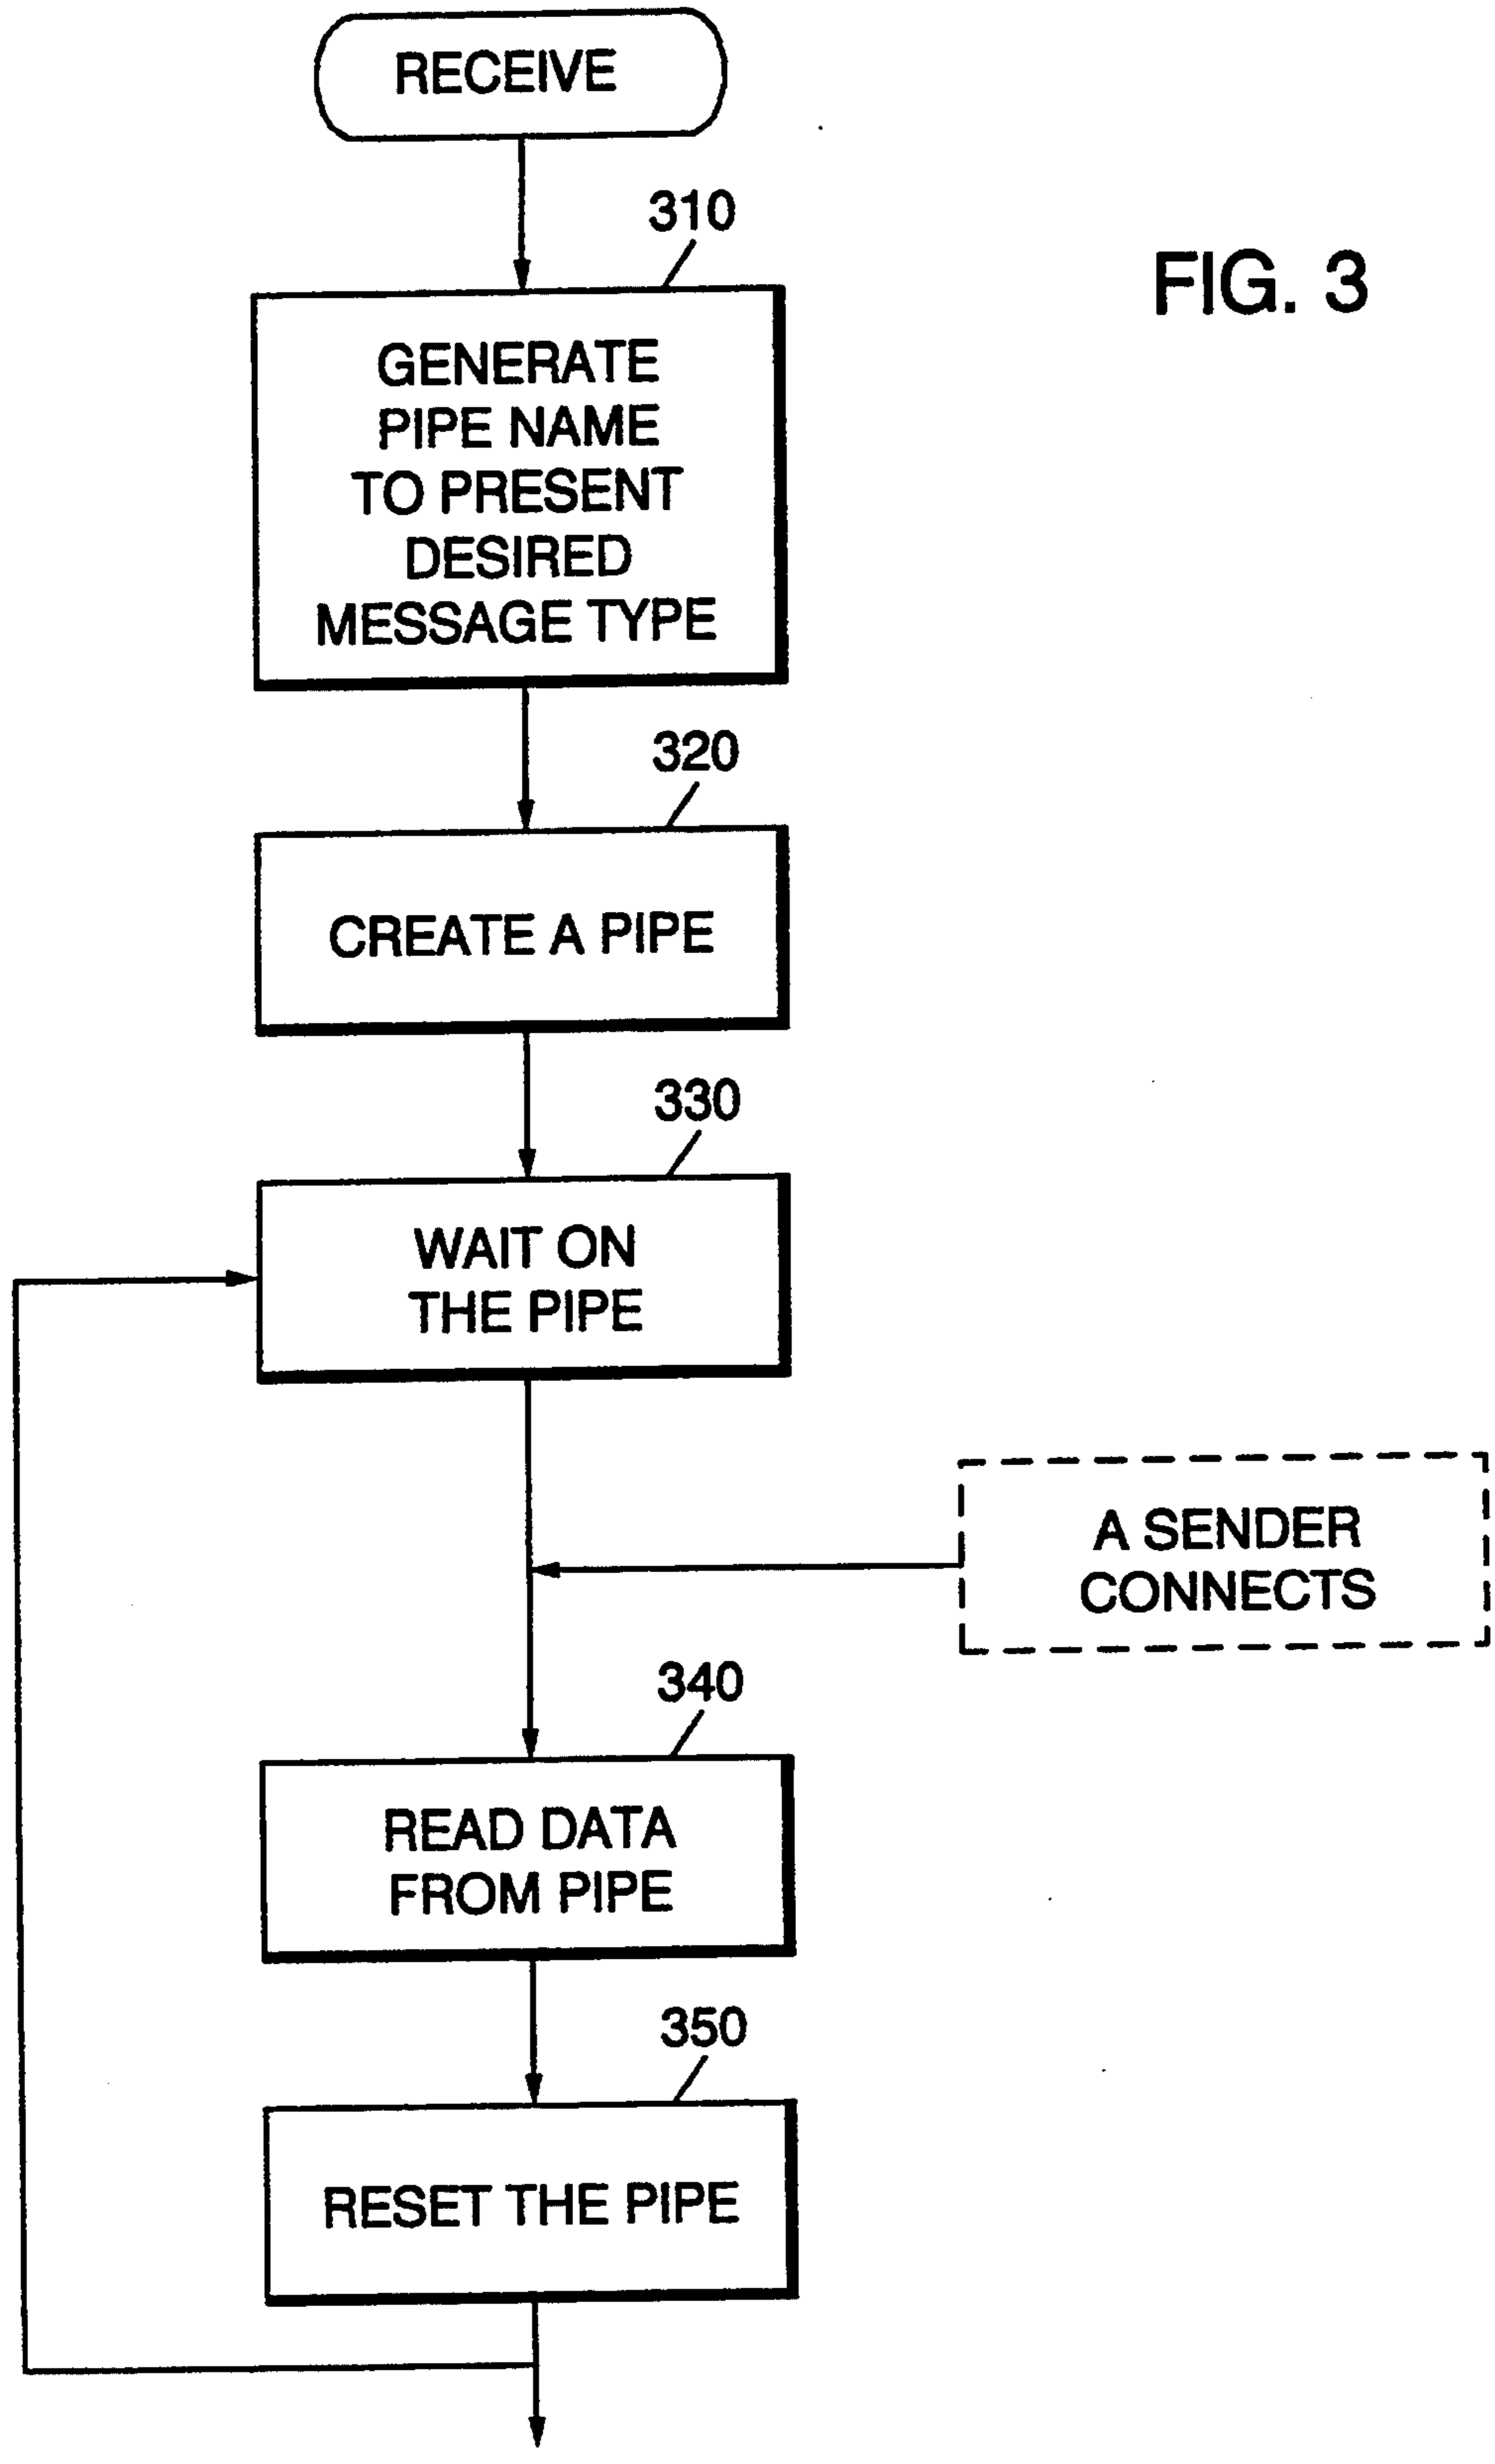 RECEIVE
310
FIG. 3
GENERATE
PIPE NAME
TO PRESENT
DESIRED
MESSAGE TYPE
320
CREATE A PIPE
330
WAIT ON
THE PIPE
A SENDER
CONNECTS
340
READ DATA
FROM PIPE
350
RESET THE PIPE